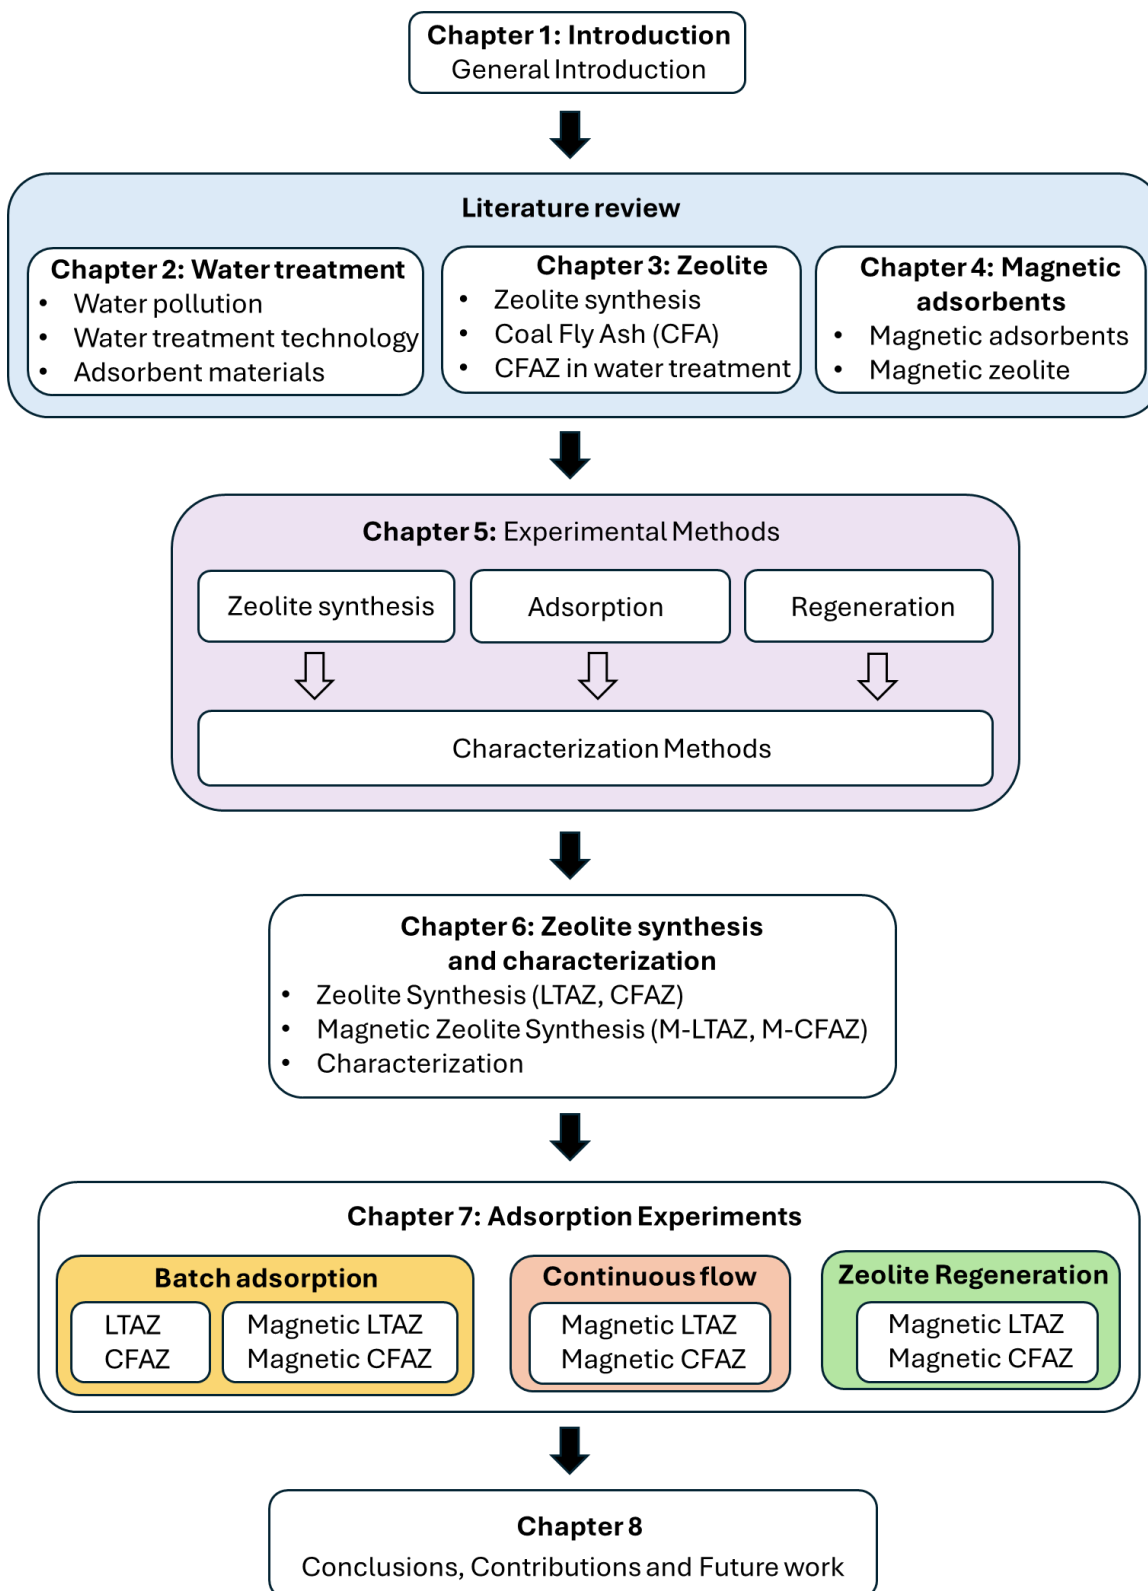 Chapter 1: Introduction
General Introduction
Literature review
Chapter 2: Water treatment
• Water pollution
• Water treatment technology
• Adsorbent materials
Chapter 3: Zeolite
• Zeolite synthesis
• Coal Fly Ash (CFA)
• CFAZ in water treatment
Chapter 4: Magnetic
adsorbents
• Magnetic adsorbents
• Magnetic zeolite
Chapter 5: Experimental Methods
Zeolite synthesis
Adsorption
Regeneration
Characterization Methods
Chapter 6: Zeolite synthesis
and characterization
• Zeolite Synthesis (LTAZ, CFAZ)
• Magnetic Zeolite Synthesis (M-LTAZ, M-CFAZ)
• Characterization
Chapter 7: Adsorption Experiments
Batch adsorption
LTAZ
CFAZ
Magnetic LTAZ
Magnetic CFAZ
Continuous flow
Magnetic LTAZ
Magnetic CFAZ
Zeolite Regeneration
Magnetic LTAZ
Magnetic CFAZ
Chapter 8
Conclusions, Contributions and Future work